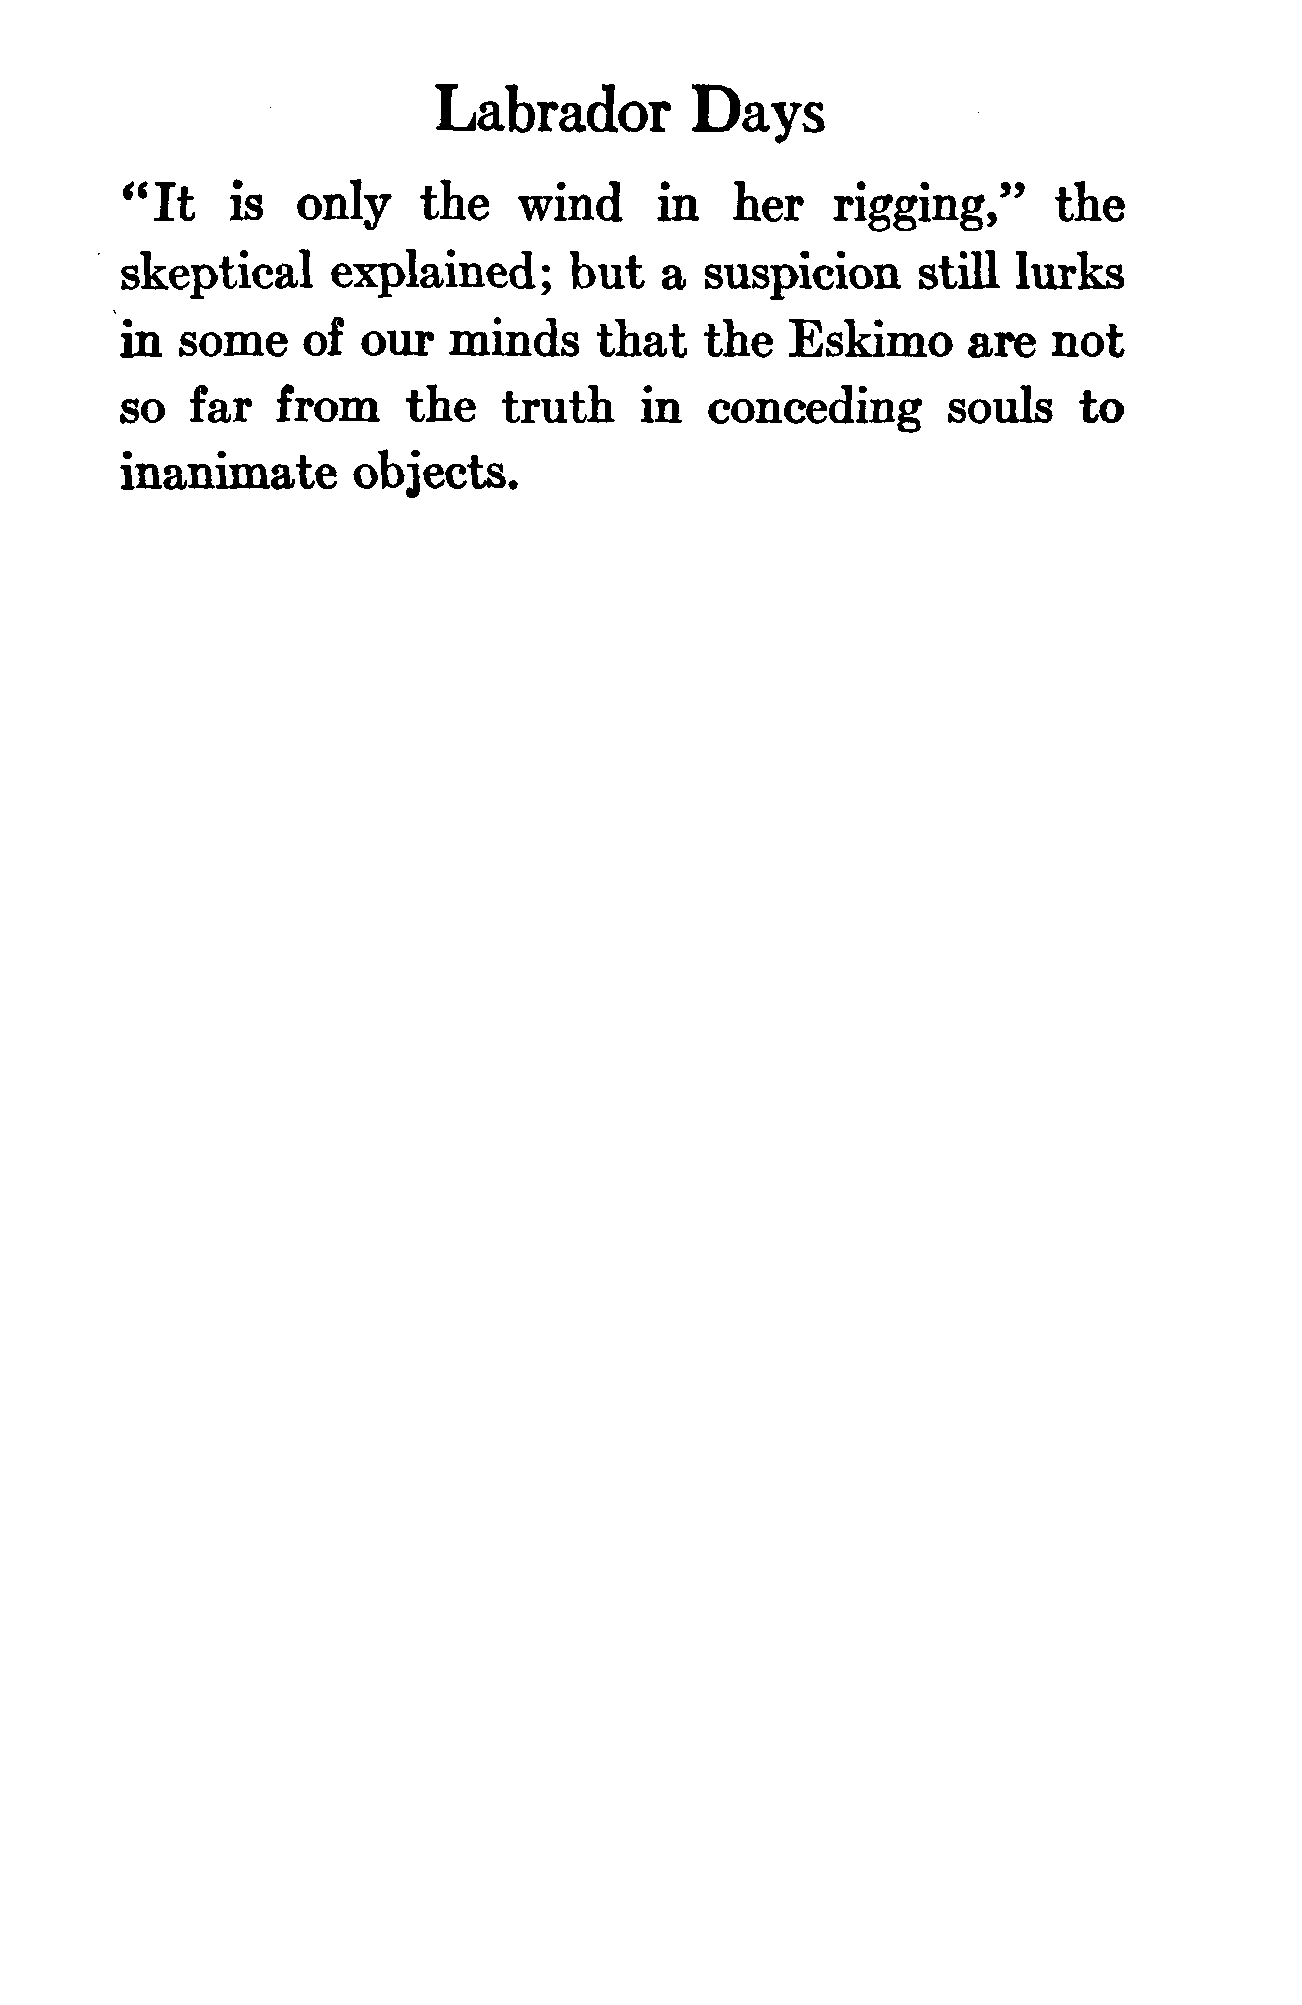 Labrador Days
“It is only the wind in her rigging,” the
skeptical explained; but a suspicion still lurks
in some of our minds that the Eskimo are not
so far from the truth in conceding souls to
inanimate objects.